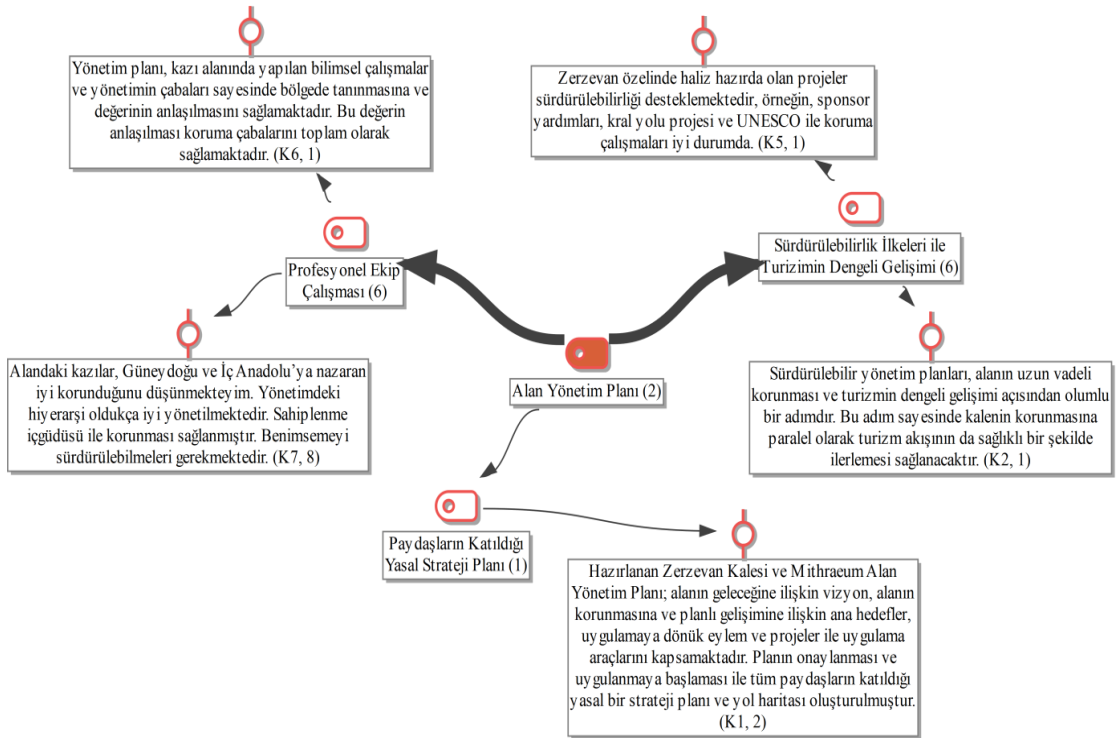 Yönetim planı, kazı alanında yapılan bilimsel çalışmalar
ve yönetimin çabaları sayesinde bölgede tanınmasına ve
değerinin anlaşılmasını sağlamaktadır. Bu değerin
anlaşılması koruma çabalarını toplam olarak
sağlamaktadır. (K6, 1)
Zerzevan özelinde haliz hazırda olan projeler
sürdürülebilirliği desteklemektedir, örneğin, sponsor
yardımları, kral yolu projesi ve UNESCO ile koruma
çalışmaları iyi durumda. (K5, 1)
Profesyonel Ekip
Çalışması (6)
Sürdürülebilirlik İlkeleri ile
Turizimin Dengeli Gelişimi (6)
Alan Yönetim Planı (2)
Alandaki kazılar, Güneydoğu ve İç Anadolu’ya nazaran
iyi korunduğunu düşünmekteyim. Yönetimdeki
hiyerarşi oldukça iyi yönetilmektedir. Sahiplenme
içgüdüsü ile korunması sağlanmıştır. Benimsemeyi
sürdürülebilmeleri gerekmektedir. (K7, 8)
Sürdürülebilir yönetim planları, alanın uzun vadeli
korunması ve turizmin dengeli gelişimi açısından olumlu
bir adımdır. Bu adım sayesinde kalenin korunmasına
paralel olarak turizm akışının da sağlıklı bir şekilde
ilerlemesi sağlanacaktır. (K2, 1)
Paydaşların Katıldığı
Yasal Strateji Planı (1)
Hazırlanan Zerzevan Kalesi ve Mithraeum Alan
Yönetim Planı; alanın geleceğine ilişkin vizyon, alanın
korunmasına ve planlı gelişimine ilişkin ana hedefler,
uygulamaya dönük eylem ve projeler ile uygulama
araçlarını kapsamaktadır. Planın onaylanması ve
uygulanmaya başlaması ile tüm paydaşların katıldığı
yasal bir strateji planı ve yol haritası oluşturulmuştur.
(K1, 2)